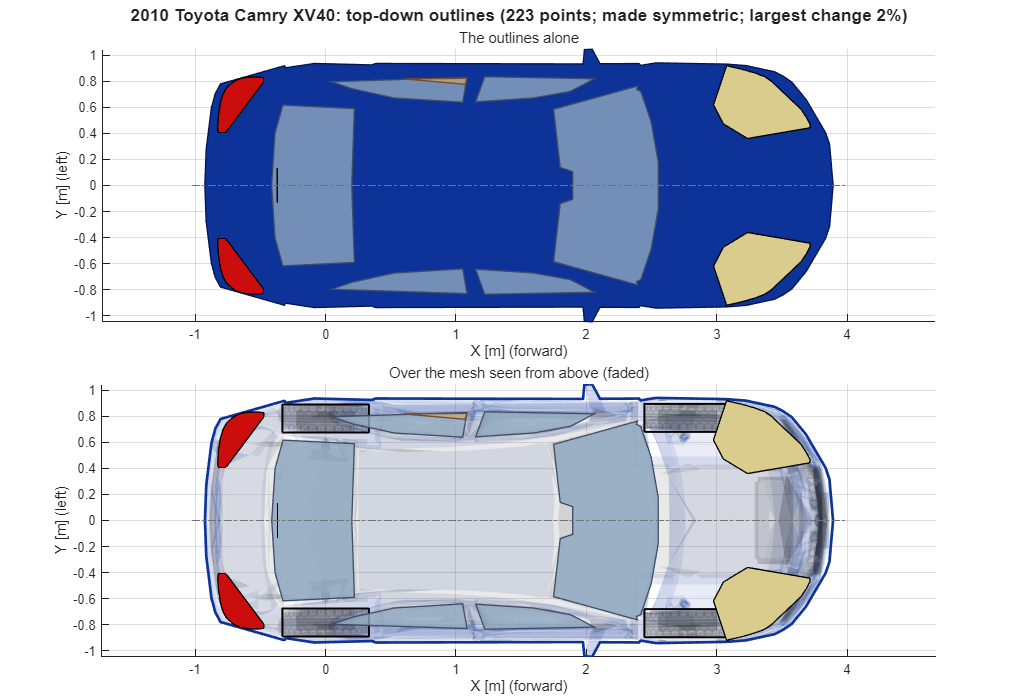 2010 Toyota Camry XV40: top-down outlines (223 points; made symmetric; largest change 2%)
The outlines alone
1
0.8
0.6
0.4
0.2
0
-0.2
-0.4
-0.6
-0.8
-1
Y [m] (left)
-1 0 1 2 3 4
X [m] (forward)
Over the mesh seen from above (faded)
1
0.8
0.6
0.4
0.2
0
-0.2
-0.4
-0.6
-0.8
-1
Y [m] (left)
-1 0 1 2 3 4
X [m] (forward)